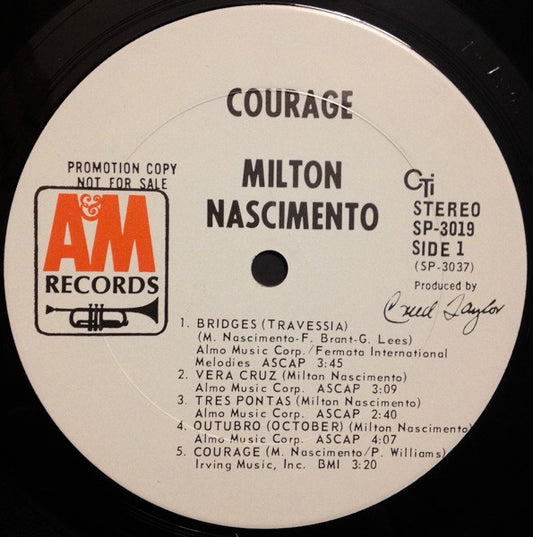 COURAGE
PROMOTION COPY
NOT FOR SALE
MILTON
NASCIMENTO
A&M
RECORDS
CTi
STEREO
SP-3019
SIDE 1
(SP-3037)
Produced by
Creed Taylor
1. BRIDGES (TRAVESSIA)
(M. Nascimento-F. Brant-G. Lees)
Almo Music Corp./Fermata International
Melodies ASCAP 3:45
2. VERA CRUZ (Milton Nascimento)
Almo Music Corp. ASCAP 3:09
3. TRES PONTAS (Milton Nascimento)
Almo Music Corp. ASCAP 2:40
4. OUTUBRO (OCTOBER) (Milton Nascimento)
Almo Music Corp. ASCAP 4:07
5. COURAGE (M. Nascimento/P. Williams)
Irving Music, Inc. BMI 3:20